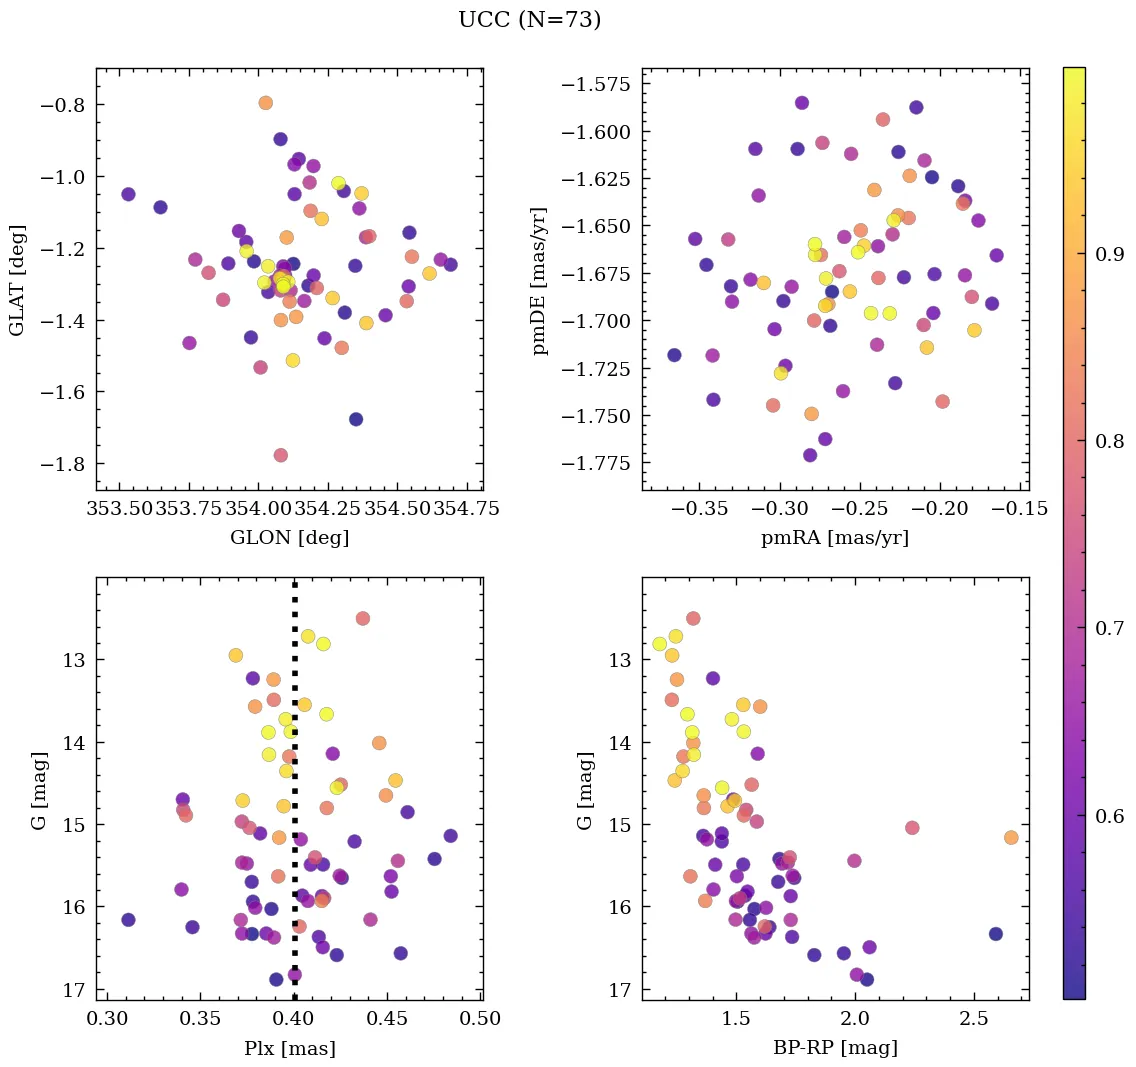 UCC (N=73)
−0.8
−1.0
−1.2
−1.4
−1.6
−1.8
GLAT [deg]
353.50 353.75 354.00 354.25 354.50 354.75
GLON [deg]
−1.575
−1.600
−1.625
−1.650
−1.675
−1.700
−1.725
−1.750
−1.775
pmDE [mas/yr]
−0.35 −0.30 −0.25 −0.20 −0.15
pmRA [mas/yr]
13
14
15
16
17
G [mag]
0.30 0.35 0.40 0.45 0.50
Plx [mas]
13
14
15
16
17
G [mag]
1.5 2.0 2.5
BP-RP [mag]
0.9
0.8
0.7
0.6